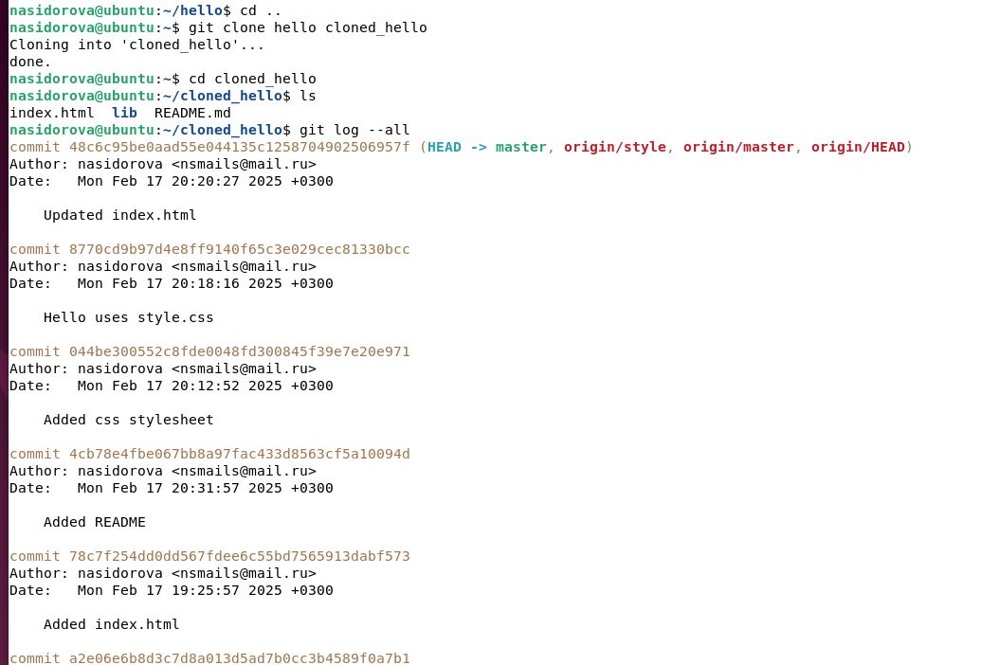 nasidorova@ubuntu:~/hello$ cd ..
nasidorova@ubuntu:~$ git clone hello cloned_hello
Cloning into 'cloned_hello'...
done.
nasidorova@ubuntu:~$ cd cloned_hello
nasidorova@ubuntu:~/cloned_hello$ ls
index.html  lib  README.md
nasidorova@ubuntu:~/cloned_hello$ git log --all
commit 48c6c95be0aad55e044135c1258704902506957f (HEAD -> master, origin/style, origin/master, origin/HEAD)
Author: nasidorova <nsmails@mail.ru>
Date:   Mon Feb 17 20:20:27 2025 +0300

    Updated index.html

commit 8770cd9b97d4e8ff9140f65c3e029cec81330bcc
Author: nasidorova <nsmails@mail.ru>
Date:   Mon Feb 17 20:18:16 2025 +0300

    Hello uses style.css

commit 044be300552c8fde0048fd300845f39e7e20e971
Author: nasidorova <nsmails@mail.ru>
Date:   Mon Feb 17 20:12:52 2025 +0300

    Added css stylesheet

commit 4cb78e4fbe067bb8a97fac433d8563cf5a10094d
Author: nasidorova <nsmails@mail.ru>
Date:   Mon Feb 17 20:31:57 2025 +0300

    Added README

commit 78c7f254dd0dd567fdee6c55bd7565913dabf573
Author: nasidorova <nsmails@mail.ru>
Date:   Mon Feb 17 19:25:57 2025 +0300

    Added index.html

commit a2e06e6b8d3c7d8a013d5ad7b0cc3b4589f0a7b1